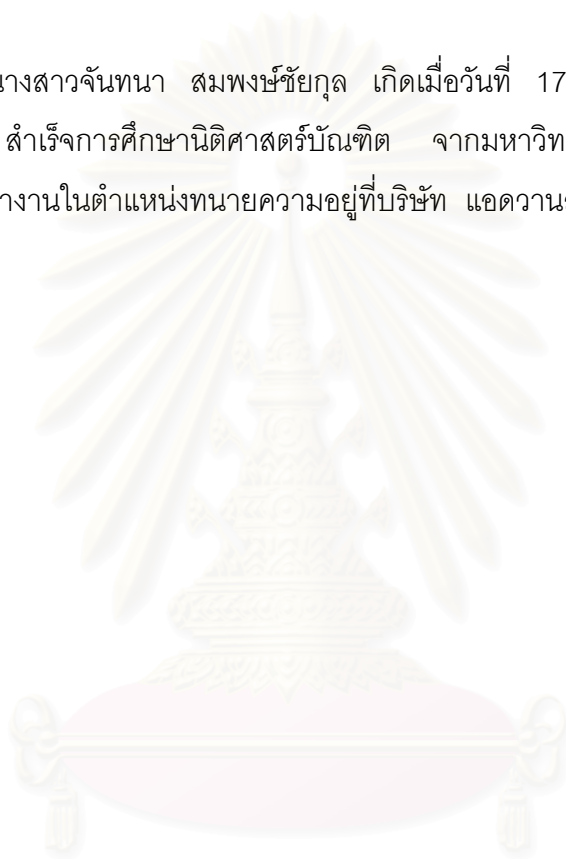 นางสาวจันทนา สมพงษ์ชัยกุล เกิดเมื่อวันที่ 17
สำเร็จการศึกษานิติศาสตร์บัณฑิต จากมหาวิท
ทำงานในตำแหน่งทนายความอยู่ที่บริษัท แอดวาน